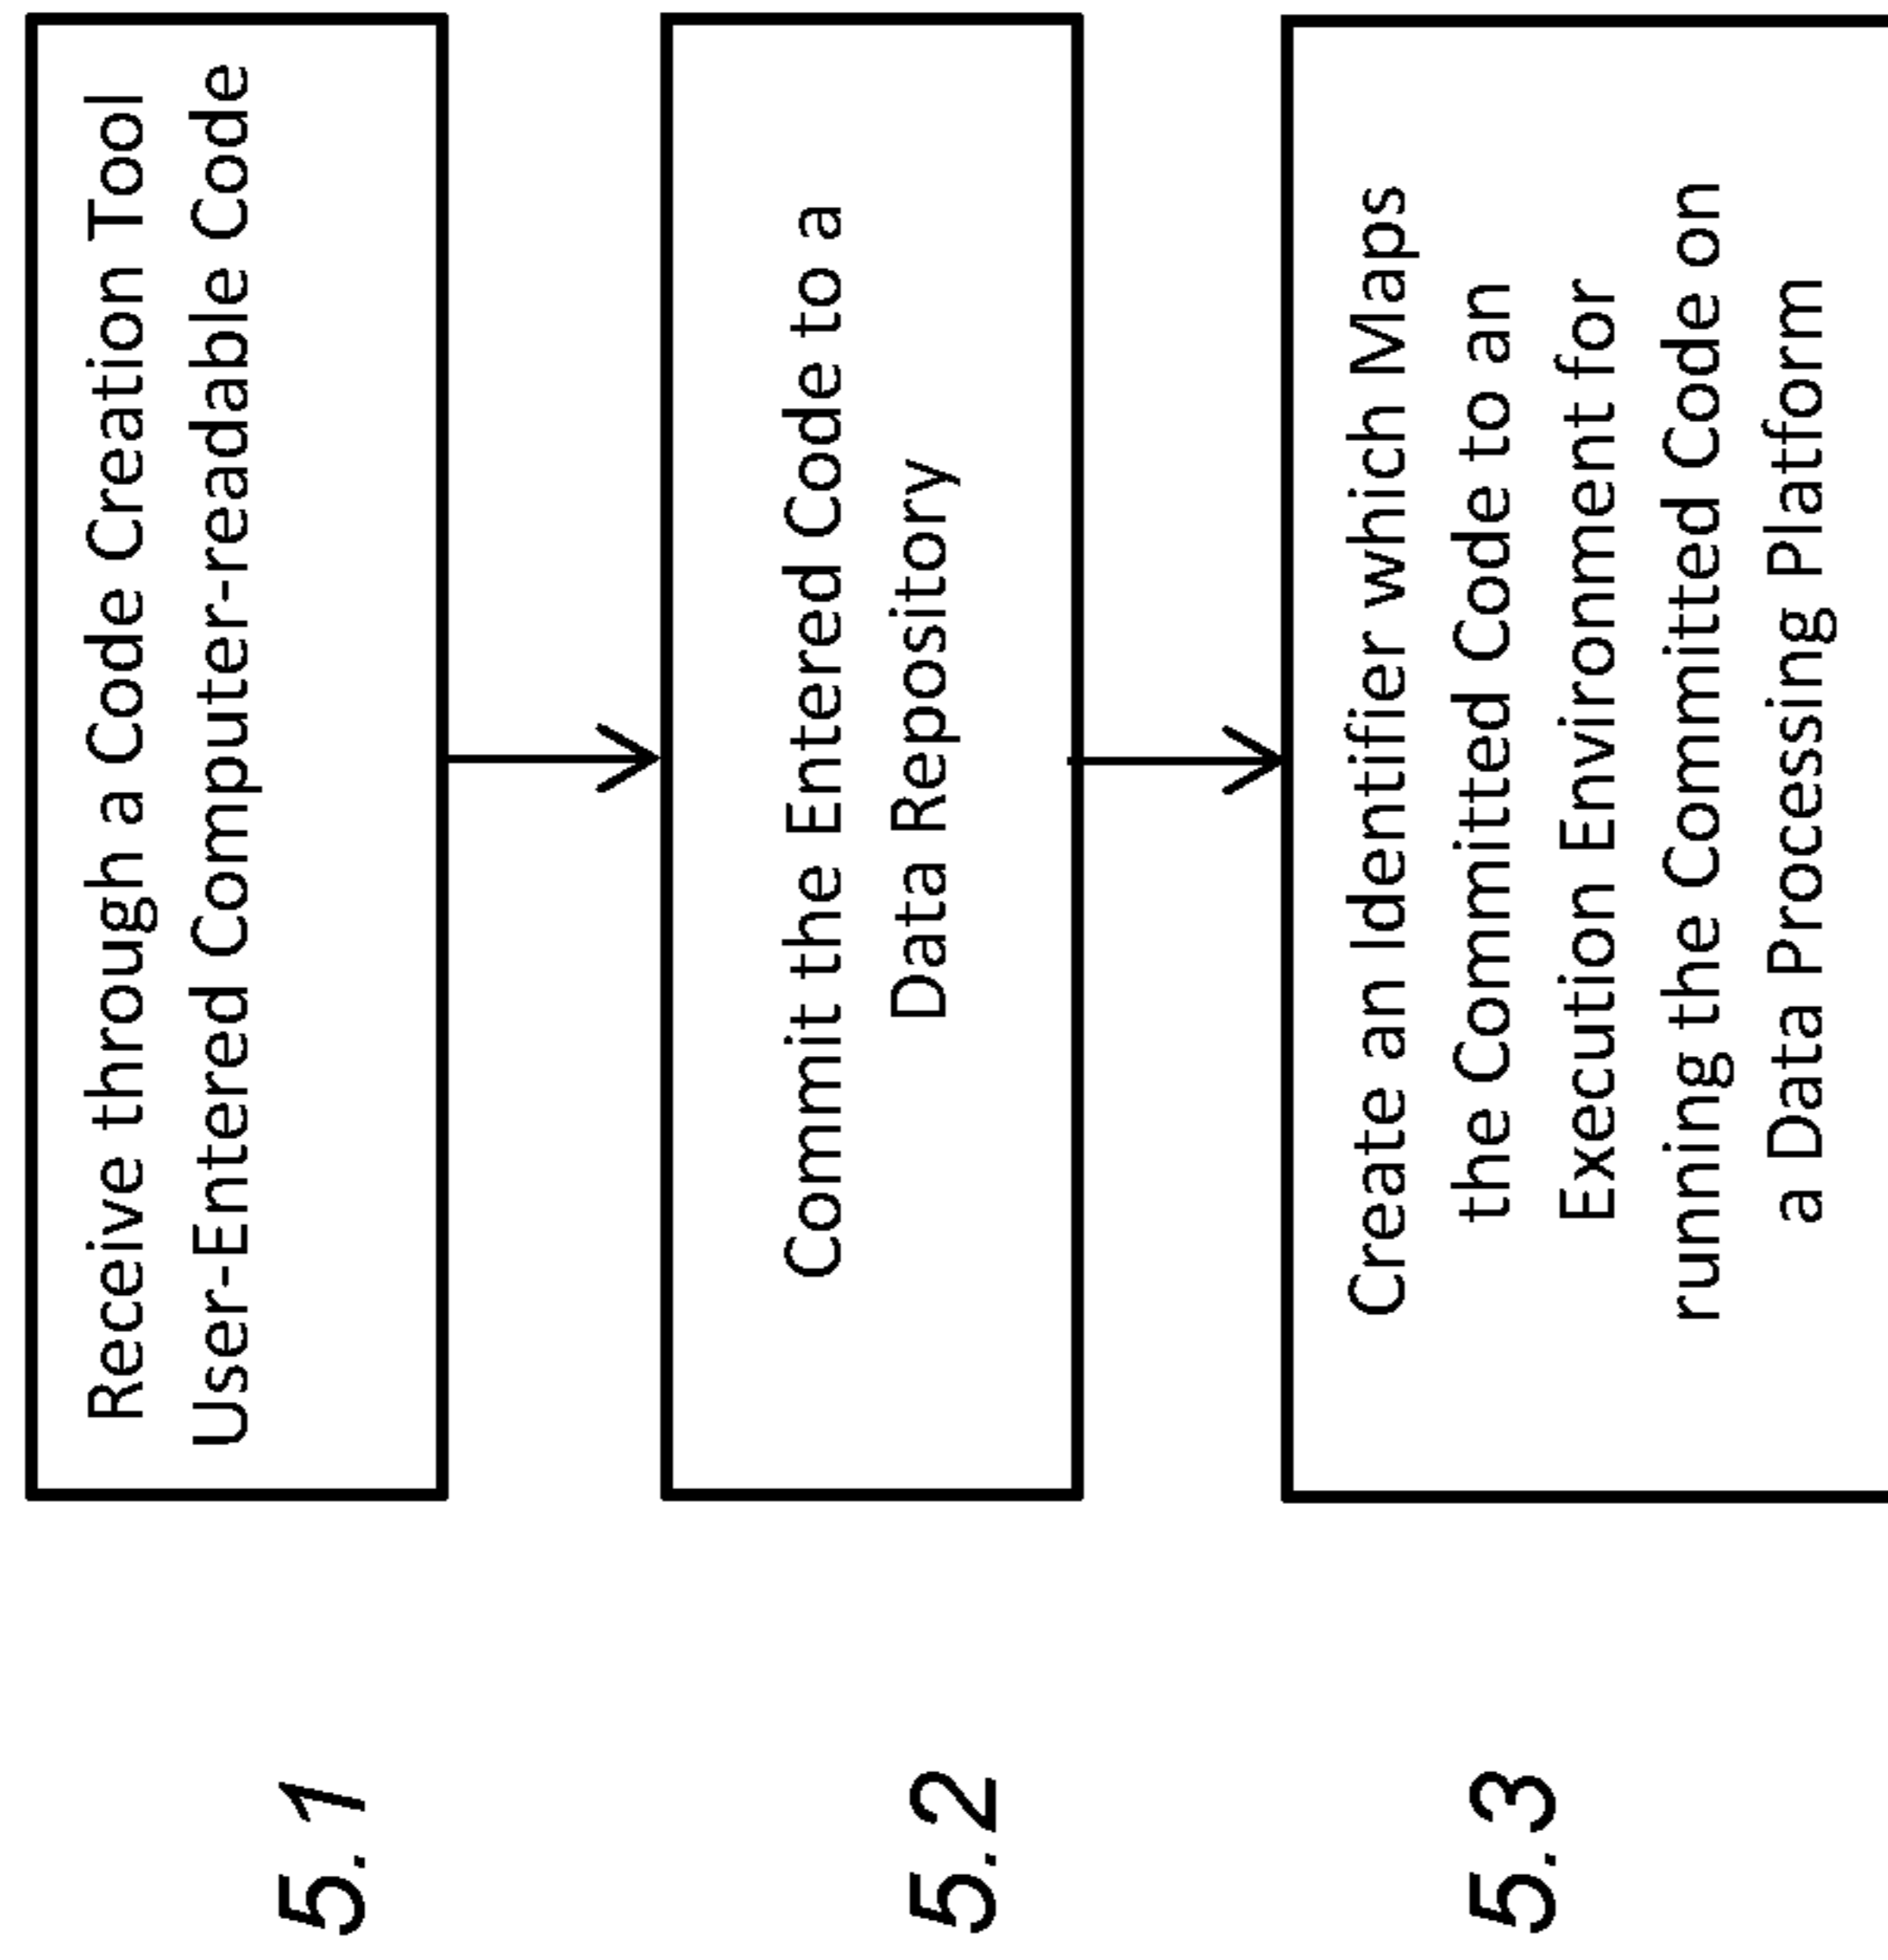 5.1
Receive through a Code Creation Tool
User-Entered Computer-readable Code
5.2
Commit the Entered Code to a
Data Repository
5.3
Create an Identifier which Maps
the Committed Code to an
Execution Environment for
running the Committed Code on
a Data Processing Platform